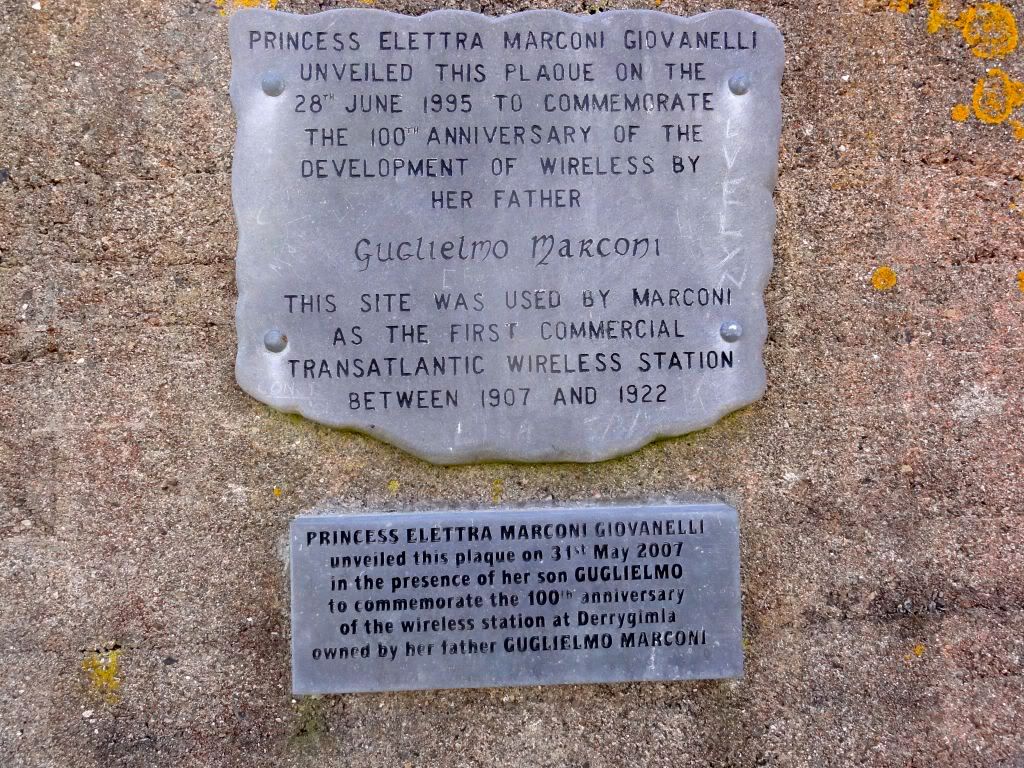 PRINCESS ELETTRA MARCONI GIOVANELLI
UNVEILED THIS PLAQUE ON THE
28TH JUNE 1995 TO COMMEMORATE
THE 100TH ANNIVERSARY OF THE
DEVELOPMENT OF WIRELESS BY
HER FATHER
Guglielmo Marconi
THIS SITE WAS USED BY MARCONI
AS THE FIRST COMMERCIAL
TRANSATLANTIC WIRELESS STATION
BETWEEN 1907 AND 1922
PRINCESS ELETTRA MARCONI GIOVANELLI
unveiled this plaque on 31st May 2007
in the presence of her son GUGLIELMO
to commemorate the 100th anniversary
of the wireless station at Derrygimla
owned by her father GUGLIELMO MARCONI